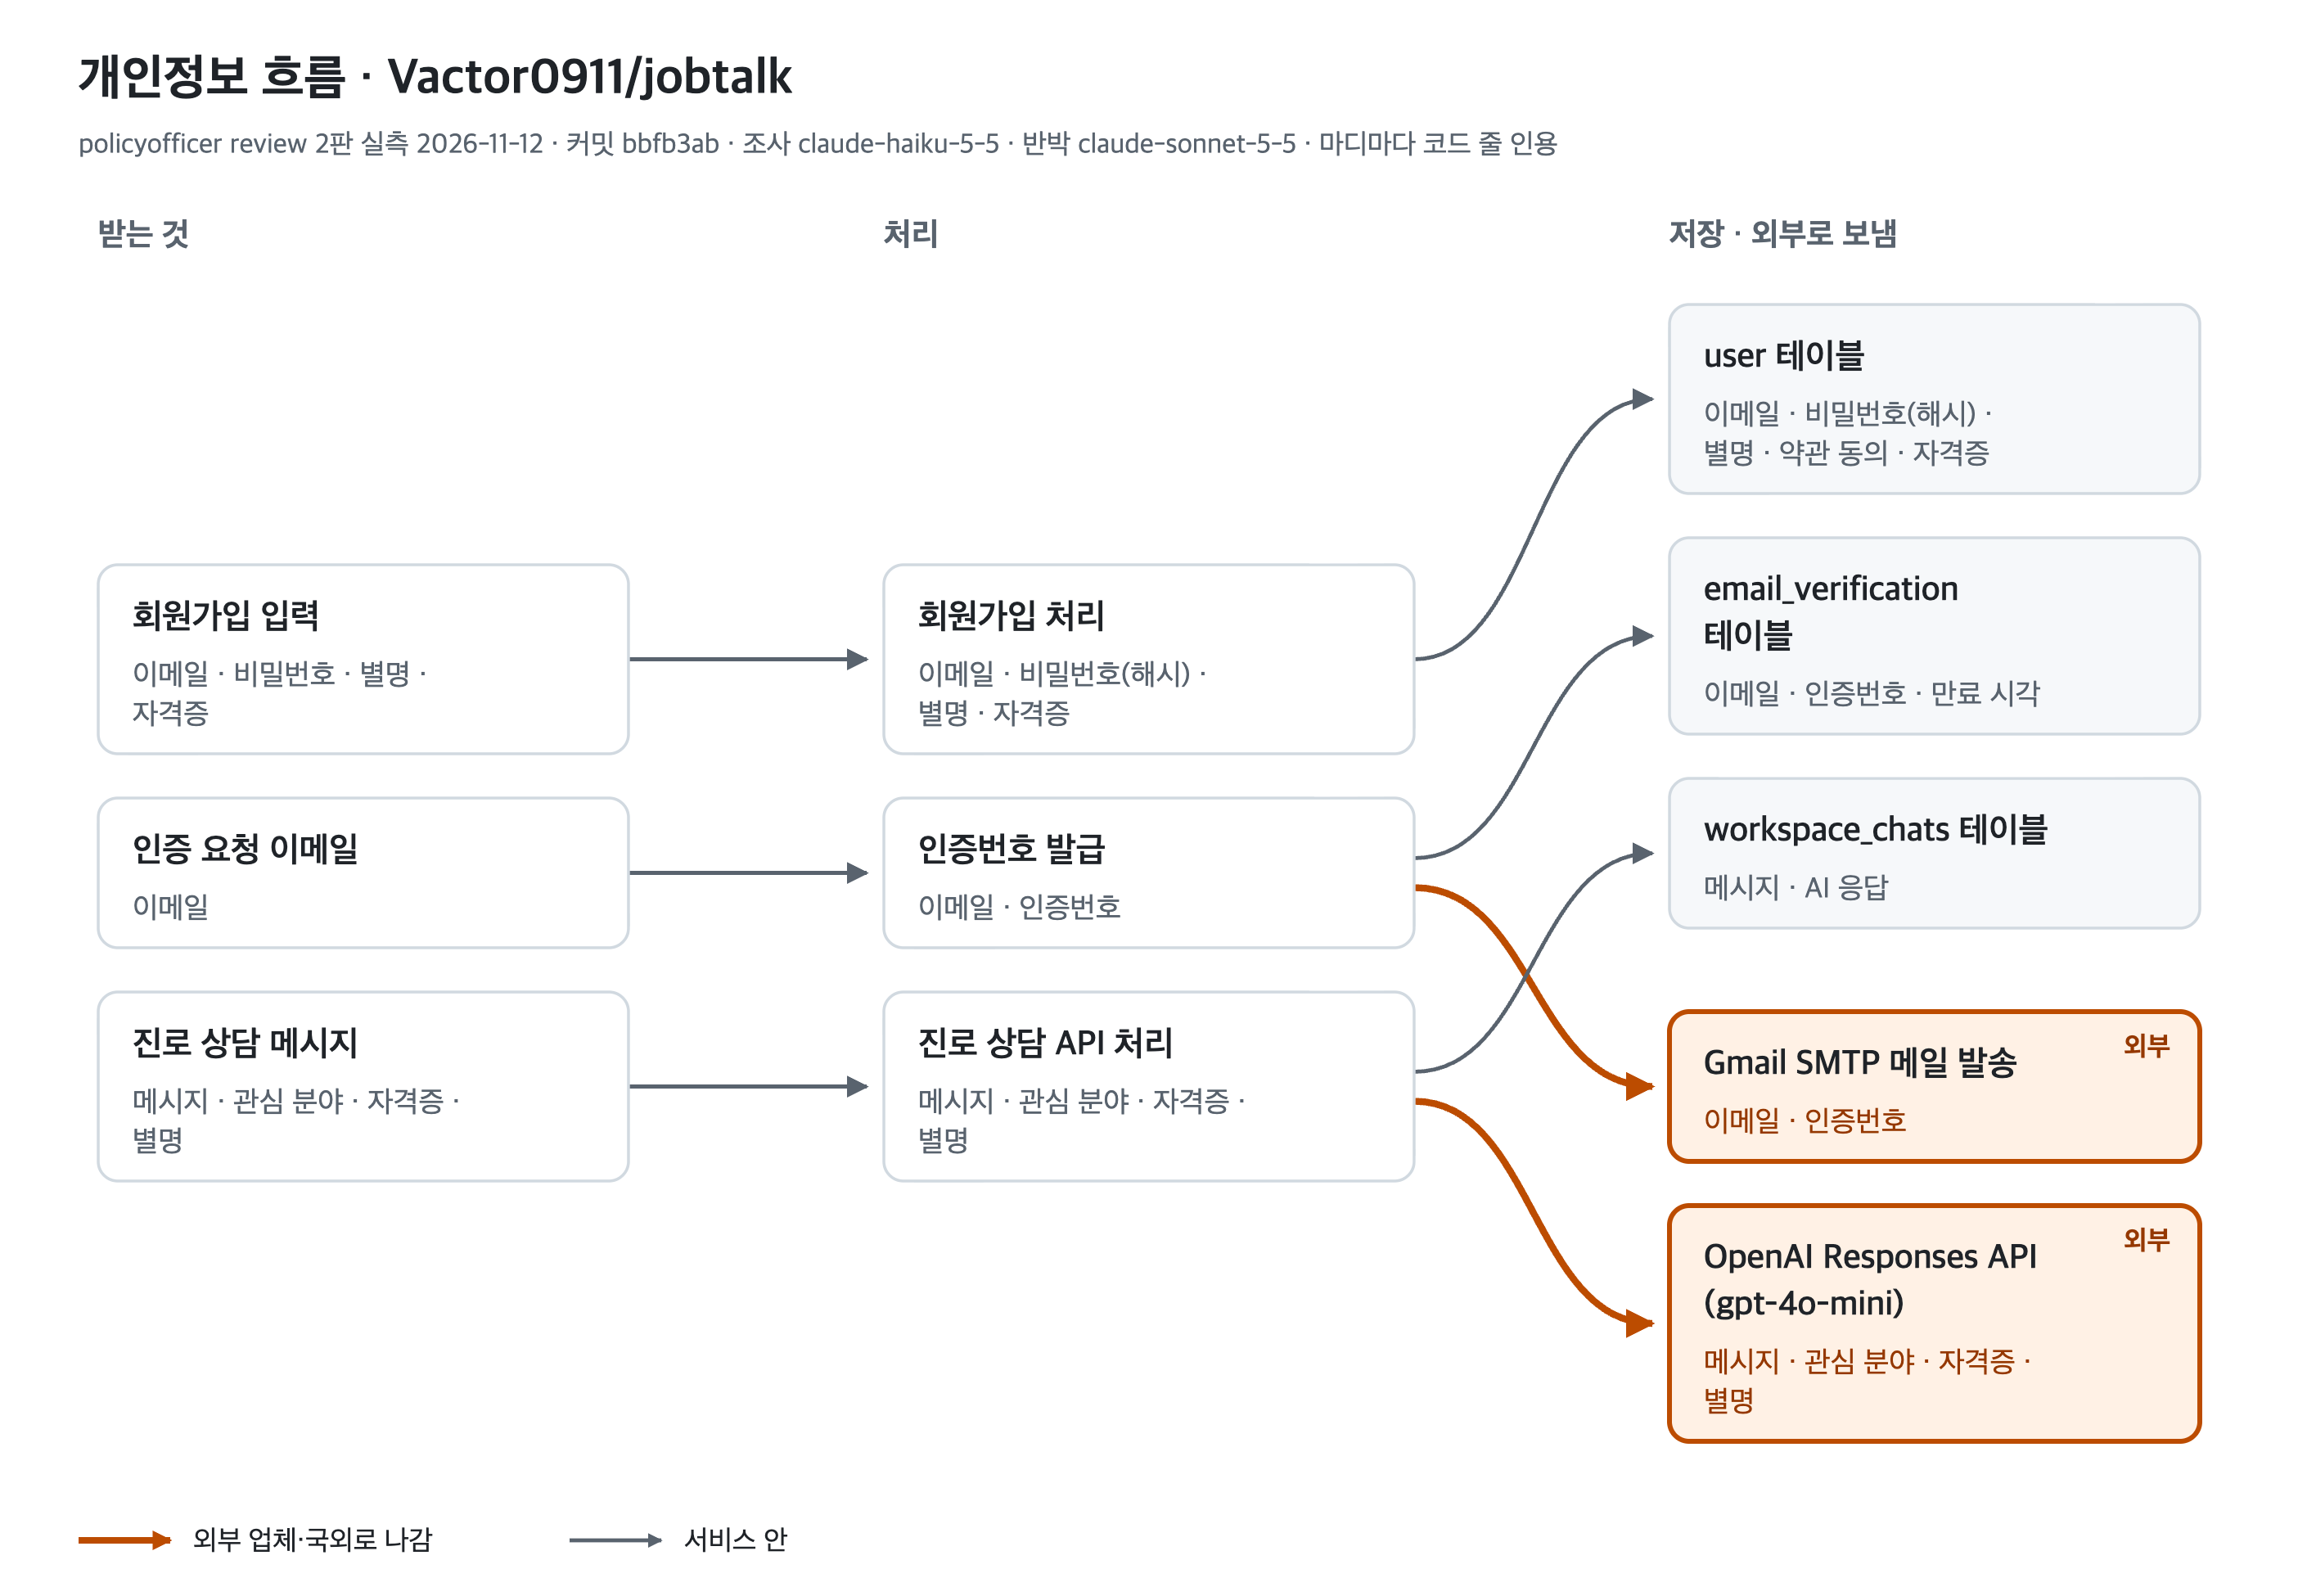 개인정보 흐름 · Vactor0911/jobtalk
policyofficer review 2판 실측 2026-11-12 · 커밋 bbfb3ab · 조사 claude-haiku-5-5 · 반박 claude-sonnet-5-5 · 마디마다 코드 줄 인용
받는 것
회원가입 입력
이메일 · 비밀번호 · 별명 ·
자격증
인증 요청 이메일
이메일
진로 상담 메시지
메시지 · 관심 분야 · 자격증 ·
별명
처리
회원가입 처리
이메일 · 비밀번호(해시) ·
별명 · 자격증
인증번호 발급
이메일 · 인증번호
진로 상담 API 처리
메시지 · 관심 분야 · 자격증 ·
별명
저장 · 외부로 보냄
user 테이블
이메일 · 비밀번호(해시) ·
별명 · 약관 동의 · 자격증
email_verification
테이블
이메일 · 인증번호 · 만료 시각
workspace_chats 테이블
메시지 · AI 응답
외부
Gmail SMTP 메일 발송
이메일 · 인증번호
외부
OpenAI Responses API
(gpt-4o-mini)
메시지 · 관심 분야 · 자격증 ·
별명
외부 업체·국외로 나감
서비스 안